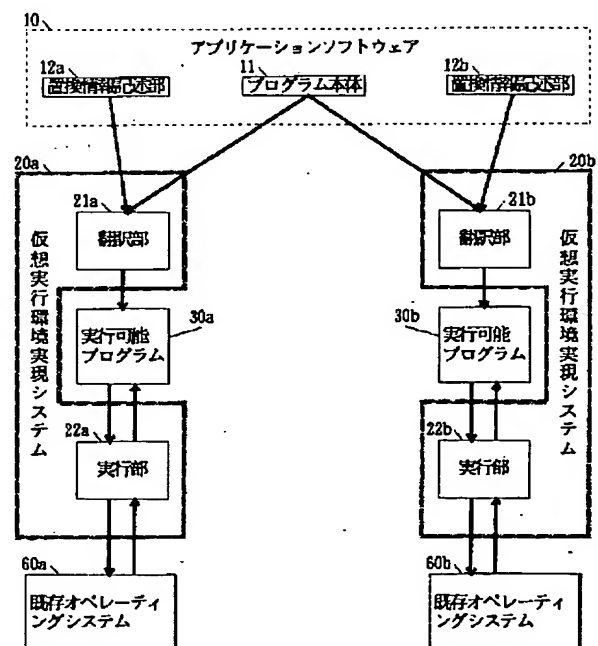 10
アプリケーションソフトウェア
12a
11
12b
置換情報記述部
プログラム本体
置換情報記述部
20a
20b
21a
21b
翻訳部
翻訳部
仮想実行環境実現システム
仮想実行環境実現システム
30a
30b
実行可能
プログラム
実行可能
プログラム
22a
22b
実行部
実行部
60a
60b
既存オペレーティ
ングシステム
既存オペレーティ
ングシステム